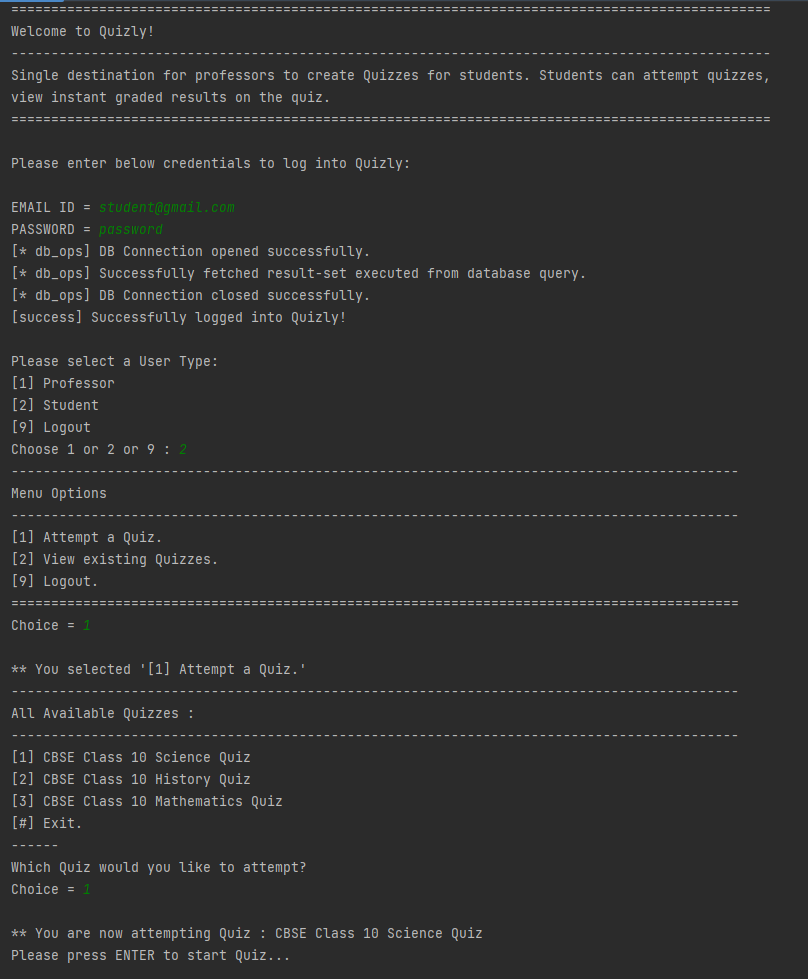 ===============================================================================================
Welcome to Quizly!
-----------------------------------------------------------------------------------------------
Single destination for professors to create Quizzes for students. Students can attempt quizzes,
view instant graded results on the quiz.
===============================================================================================
Please enter below credentials to log into Quizly:
EMAIL ID = student@gmail.com
PASSWORD = password
[* db_ops] DB Connection opened successfully.
[* db_ops] Successfully fetched result-set executed from database query.
[* db_ops] DB Connection closed successfully.
[success] Successfully logged into Quizly!
Please select a User Type:
[1] Professor
[2] Student
[9] Logout
Choose 1 or 2 or 9 : 2
-------------------------------------------------------------------------------------------
Menu Options
-------------------------------------------------------------------------------------------
[1] Attempt a Quiz.
[2] View existing Quizzes.
[9] Logout.
===========================================================================================
Choice = 1
** You selected '[1] Attempt a Quiz.'
-------------------------------------------------------------------------------------------
All Available Quizzes :
-------------------------------------------------------------------------------------------
[1] CBSE Class 10 Science Quiz
[2] CBSE Class 10 History Quiz
[3] CBSE Class 10 Mathematics Quiz
[#] Exit.
------
Which Quiz would you like to attempt?
Choice = 1
** You are now attempting Quiz : CBSE Class 10 Science Quiz
Please press ENTER to start Quiz...